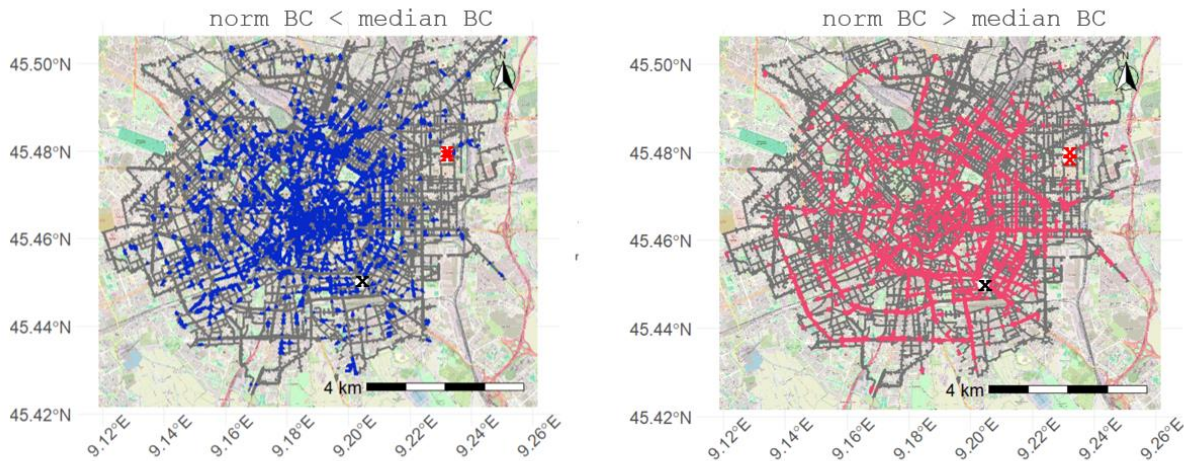 norm BC < median BC
norm BC > median BC
45.50°N
45.48°N
45.46°N
45.44°N
45.42°N
x
x
4 km
9.12°E
9.14°E
9.16°E
9.18°E
9.20°E
9.22°E
9.24°E
9.26°E
r
45.50°N
45.48°N
45.46°N
45.44°N
45.42°N
x
x
x
4 km
9.12°E
9.14°E
9.16°E
9.18°E
9.20°E
9.22°E
9.24°E
9.26°E